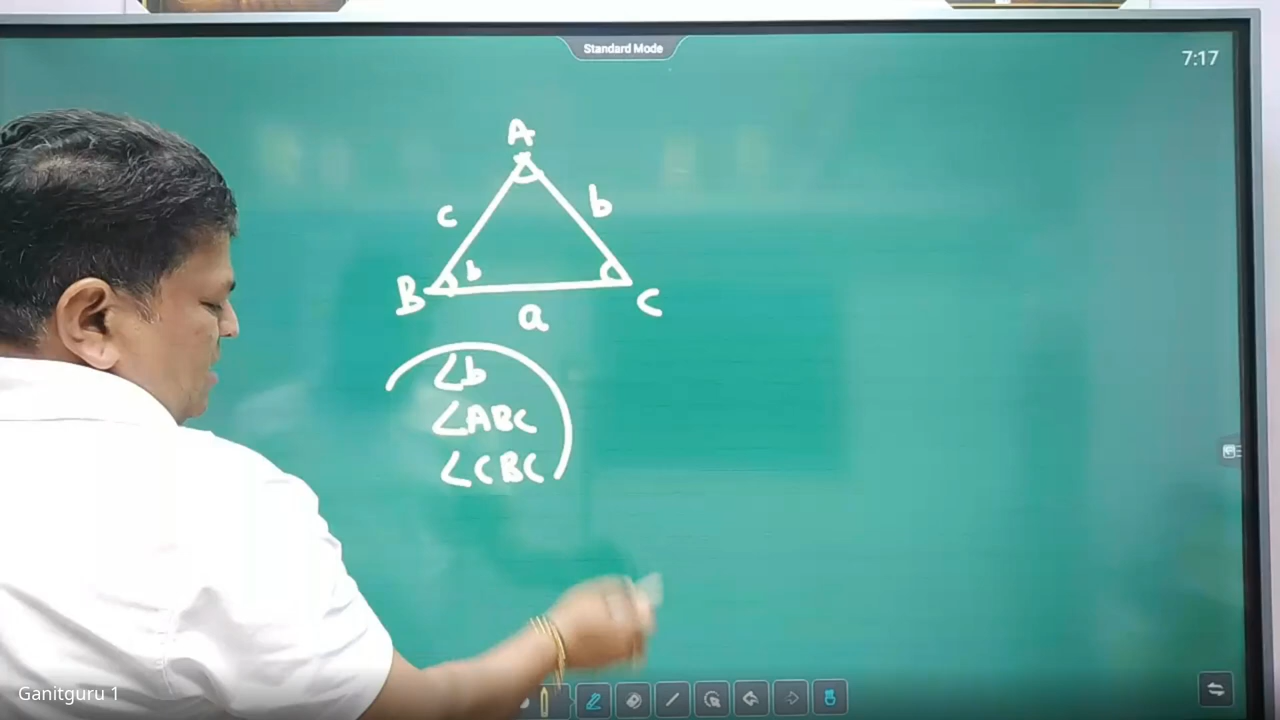 Standard Mode
7:17
A
c
b
b
B
C
a
∠b
∠ABC
∠CBC
Ganitguru 1